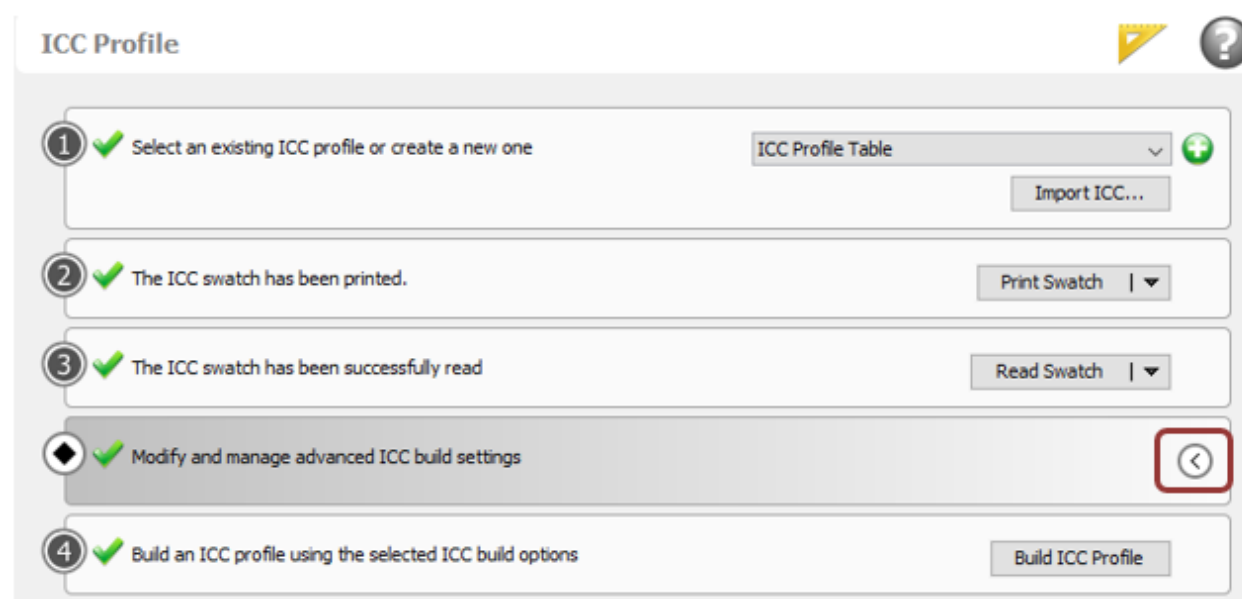 ICC Profile
?
1 Select an existing ICC profile or create a new one
ICC Profile Table
Import ICC...
2 The ICC swatch has been printed.
Print Swatch
3 The ICC swatch has been successfully read
Read Swatch
Modify and manage advanced ICC build settings
4 Build an ICC profile using the selected ICC build options
Build ICC Profile